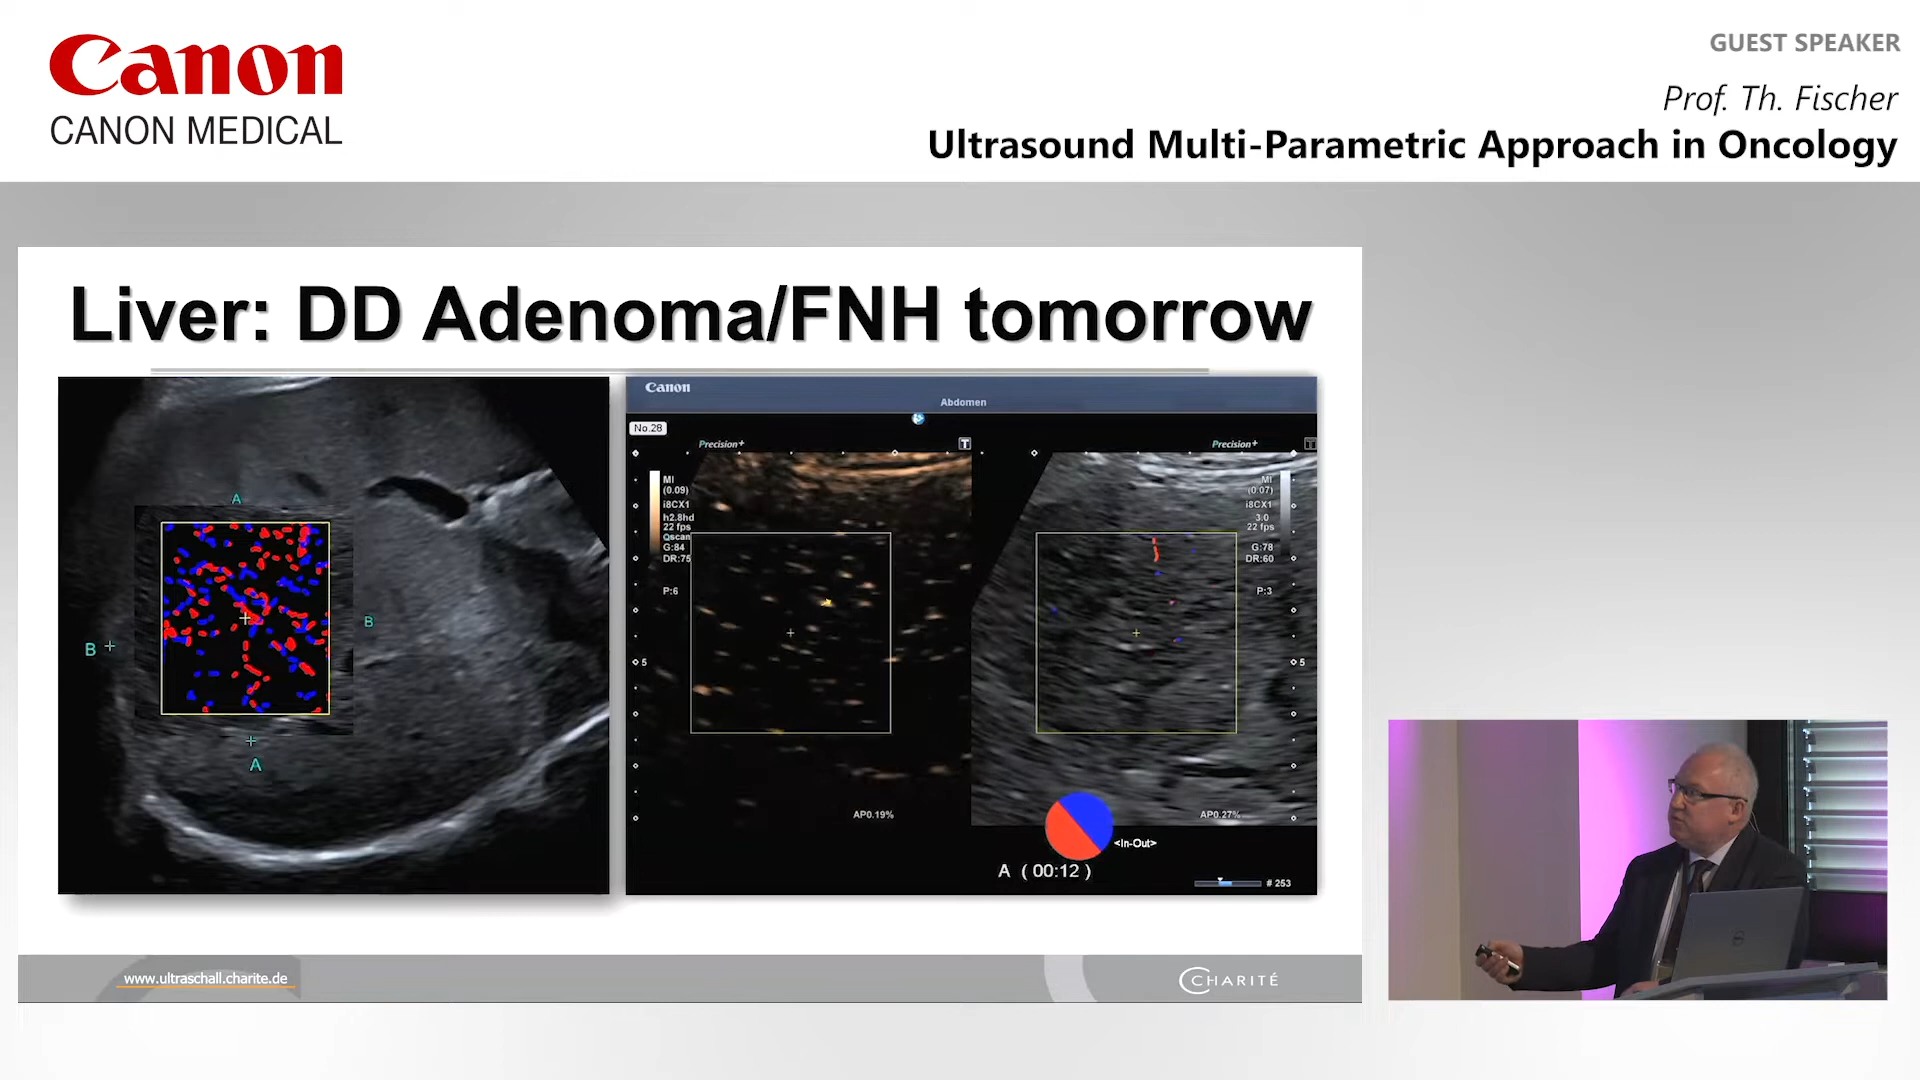 Canon
CANON MEDICAL
GUEST SPEAKER
Prof. Th. Fischer
Ultrasound Multi-Parametric Approach in Oncology
Liver: DD Adenoma/FNH tomorrow
A
B
B
A
Canon
Abdomen
No.28
Precision+
T
MI
(0.09)
i8CX1
h2.8hd
22 fps
Qscan
G:84
DR:75
P:6
5
AP0.19%
Precision+
T
MI
(0.07)
i8CX1
3.0
22 fps
G:78
DR:60
P:3
5
AP0.27%
<In-Out>
A ( 00:12 )
# 253
www.ultraschall.charite.de
CHARITÉ